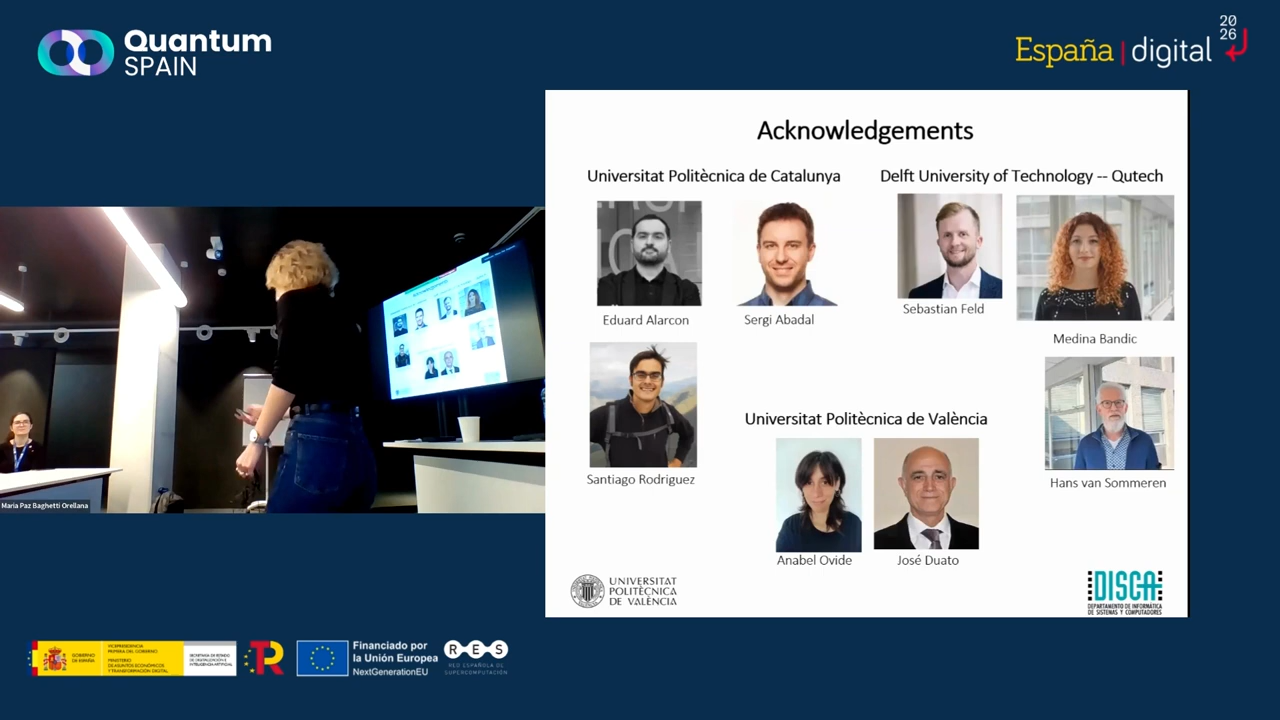 Quantum
SPAIN
España | digital
20
26
Acknowledgements
Universitat Politècnica de Catalunya
Delft University of Technology -- Qutech
Eduard Alarcon
Sergi Abadal
Sebastian Feld
Medina Bandic
Santiago Rodriguez
Universitat Politècnica de València
Hans van Sommeren
Anabel Ovide
José Duato
UNIVERSITAT
POLITÈCNICA
DE VALÈNCIA
DISCA
DEPARTAMENTO DE INFORMÁTICA
DE SISTEMAS Y COMPUTADORES
Maria Paz Baghetti Orellana
GOBIERNO
DE ESPAÑA
VICEPRESIDENCIA
PRIMERA DEL GOBIERNO
MINISTERIO
DE ASUNTOS ECONÓMICOS
Y TRANSFORMACIÓN DIGITAL
SECRETARÍA DE ESTADO
DE DIGITALIZACIÓN E
INTELIGENCIA ARTIFICIAL
TR
Financiado por
la Unión Europea
NextGenerationEU
RES
RED ESPAÑOLA DE
SUPERCOMPUTACIÓN